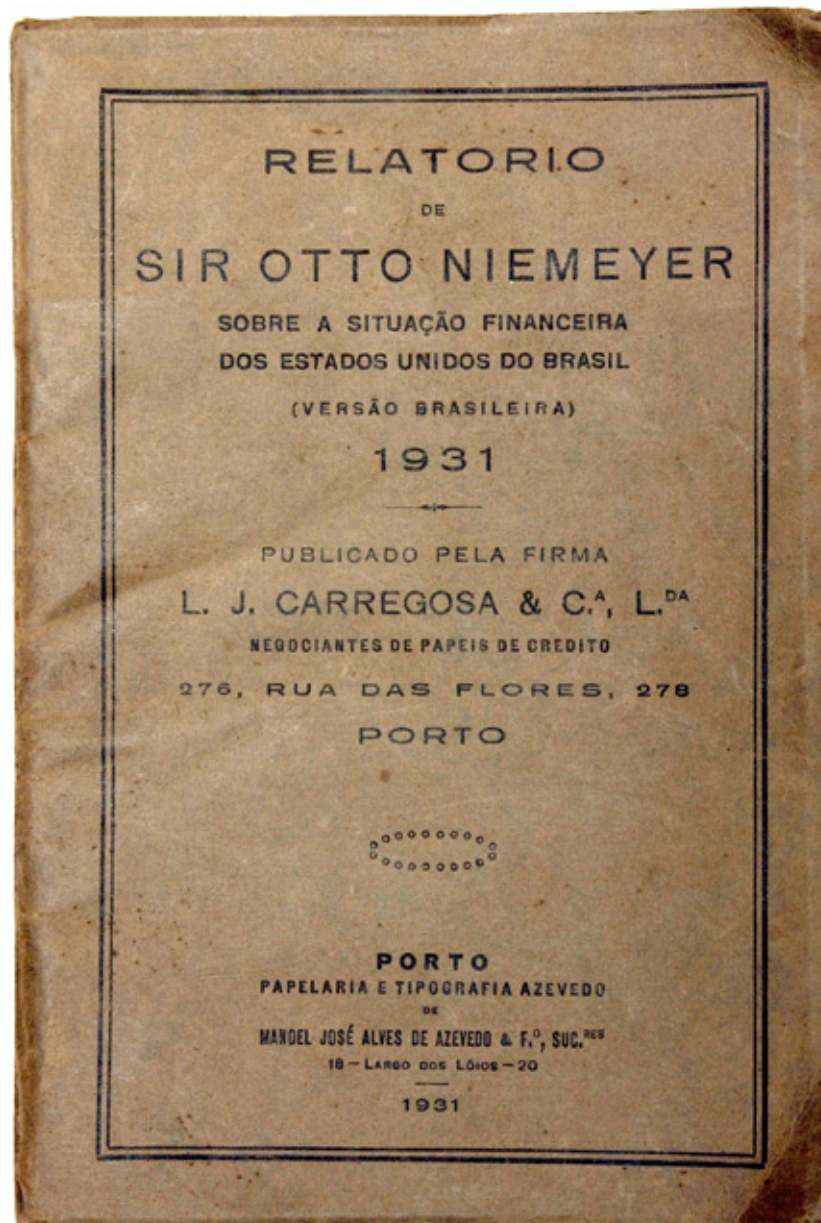 RELATORIO
DE
SIR OTTO NIEMEYER
SOBRE A SITUAÇÃO FINANCEIRA
DOS ESTADOS UNIDOS DO BRASIL
(VERSÃO BRASILEIRA)
1931
PUBLICADO PELA FIRMA
L. J. CARREGOSA & C.ᴬ, L.ᴰᴬ
NEGOCIANTES DE PAPEIS DE CREDITO
276, RUA DAS FLORES, 278
PORTO
PORTO
PAPELARIA E TIPOGRAFIA AZEVEDO
DE
MANOEL JOSÉ ALVES DE AZEVEDO & F.º, SUC.ᴿᴱˢ
18 — LARGO DOS LÓIOS — 20
1931